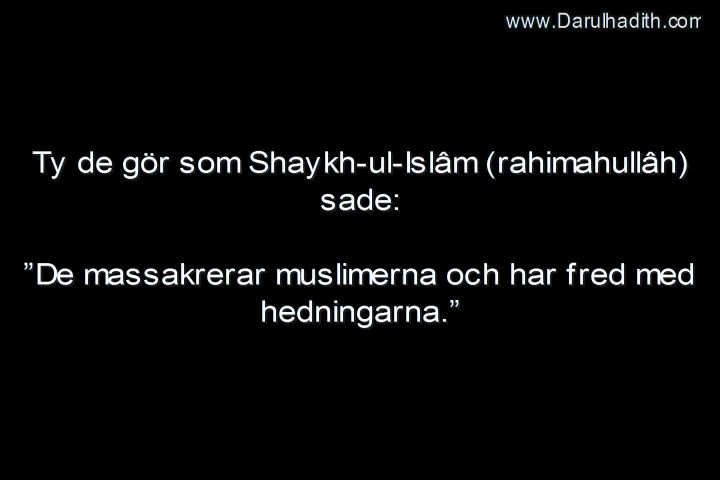 www.Darulhadith.com
Ty de gör som Shaykh-ul-Islâm (rahimahullâh)
sade:
”De massakrerar muslimerna och har fred med
hedningarna.”